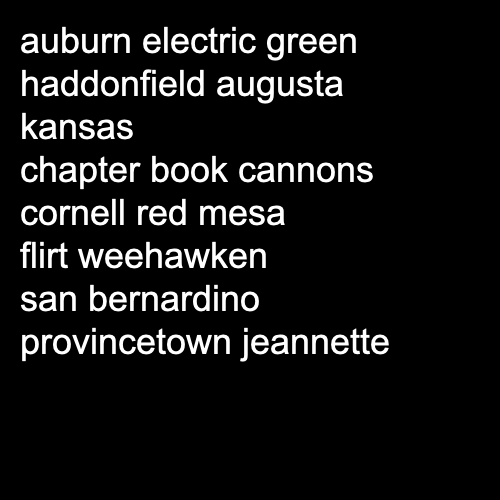 auburn electric green
haddonfield augusta
kansas
chapter book cannons
cornell red mesa
flirt weehawken
san bernardino
provincetown jeannette